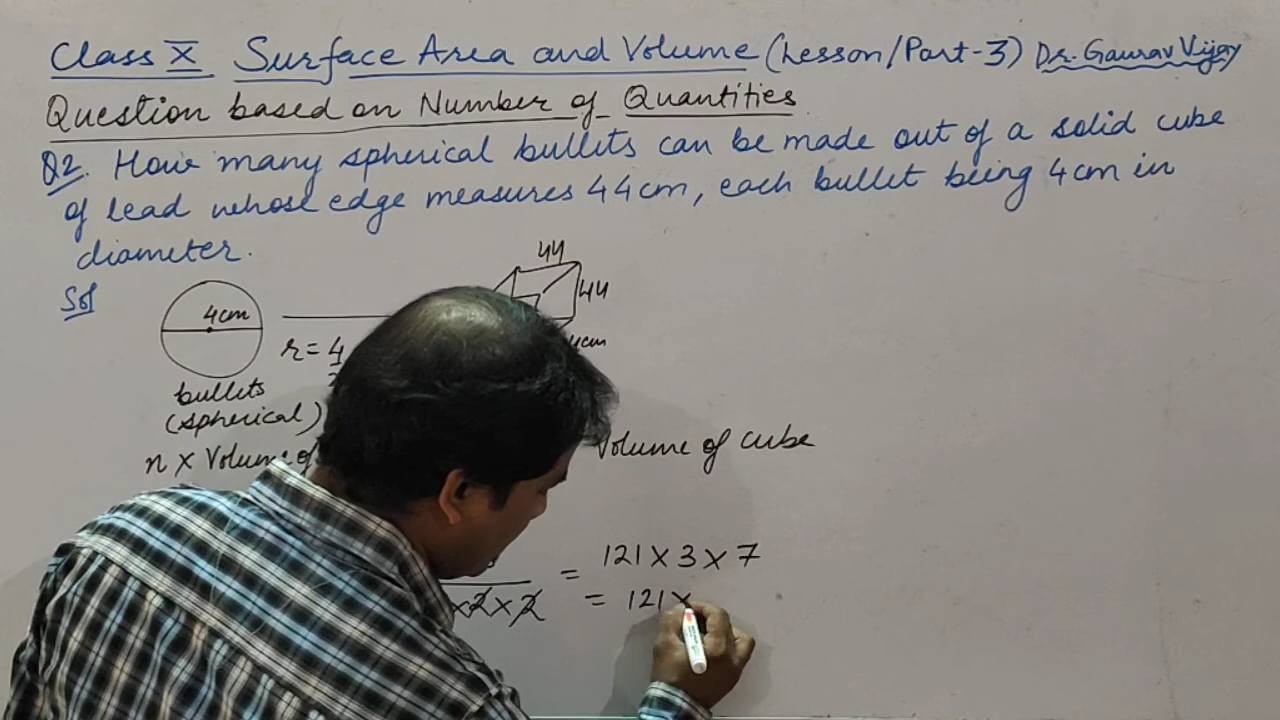 Class X Surface Area and Volume (Lesson/Part-3) Dr. Gaurav Vijay
Question based on Number of Quantities
Q2. How many spherical bullets can be made out of a solid cube
of lead whose edge measures 44cm, each bullet being 4cm in
diameter.
Sol
44
44
4cm
r = 4
bullets
(spherical)
n × Volume of
Volume of cube
= 121 × 3 × 7
×2×2 = 121×